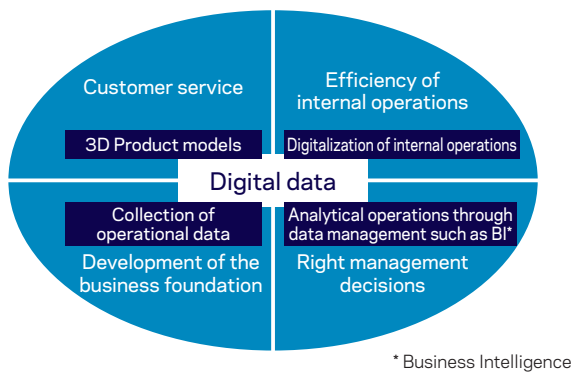 Customer service
Efficiency of
internal operations
3D Product models
Digitalization of internal operations
Digital data
Collection of
operational data
Analytical operations through
data management such as BI*
Development of the
business foundation
Right management
decisions
* Business Intelligence